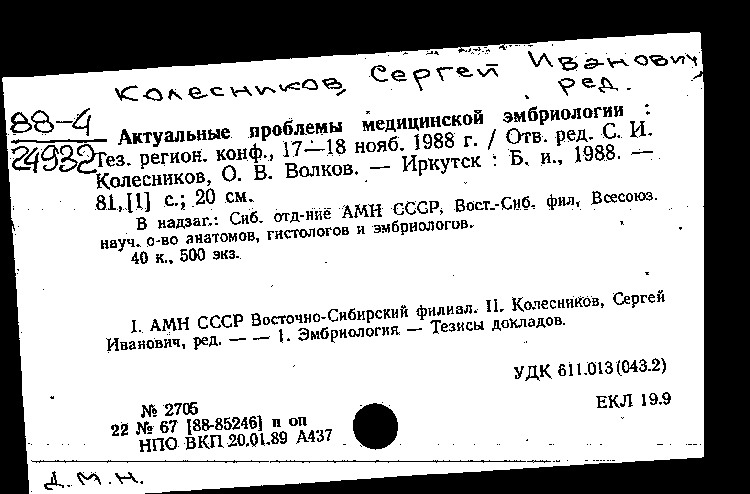 Колесников, Сергей Иванович
ред.
88-4
24932
Актуальные проблемы медицинской эмбриологии :
Тез. регион. конф., 17—18 нояб. 1988 г. / Отв. ред. С. И.
Колесников, О. В. Волков. — Иркутск : Б. и., 1988. —
81,[1] с.; 20 см.
В надзаг.: Сиб. отд-ние АМН СССР, Вост.-Сиб. фил, Всесоюз.
науч. о-во анатомов, гистологов и эмбриологов.
40 к., 500 экз.
I. АМН СССР Восточно-Сибирский филиал. II. Колесников, Сергей
Иванович, ред. — — 1. Эмбриология — Тезисы докладов.
УДК 611.013(043.2)
№ 2705
ЕКЛ 19.9
22 № 67 [88-85246] п оп
НПО ВКП 20.01.89 А437
Д.М.Н.